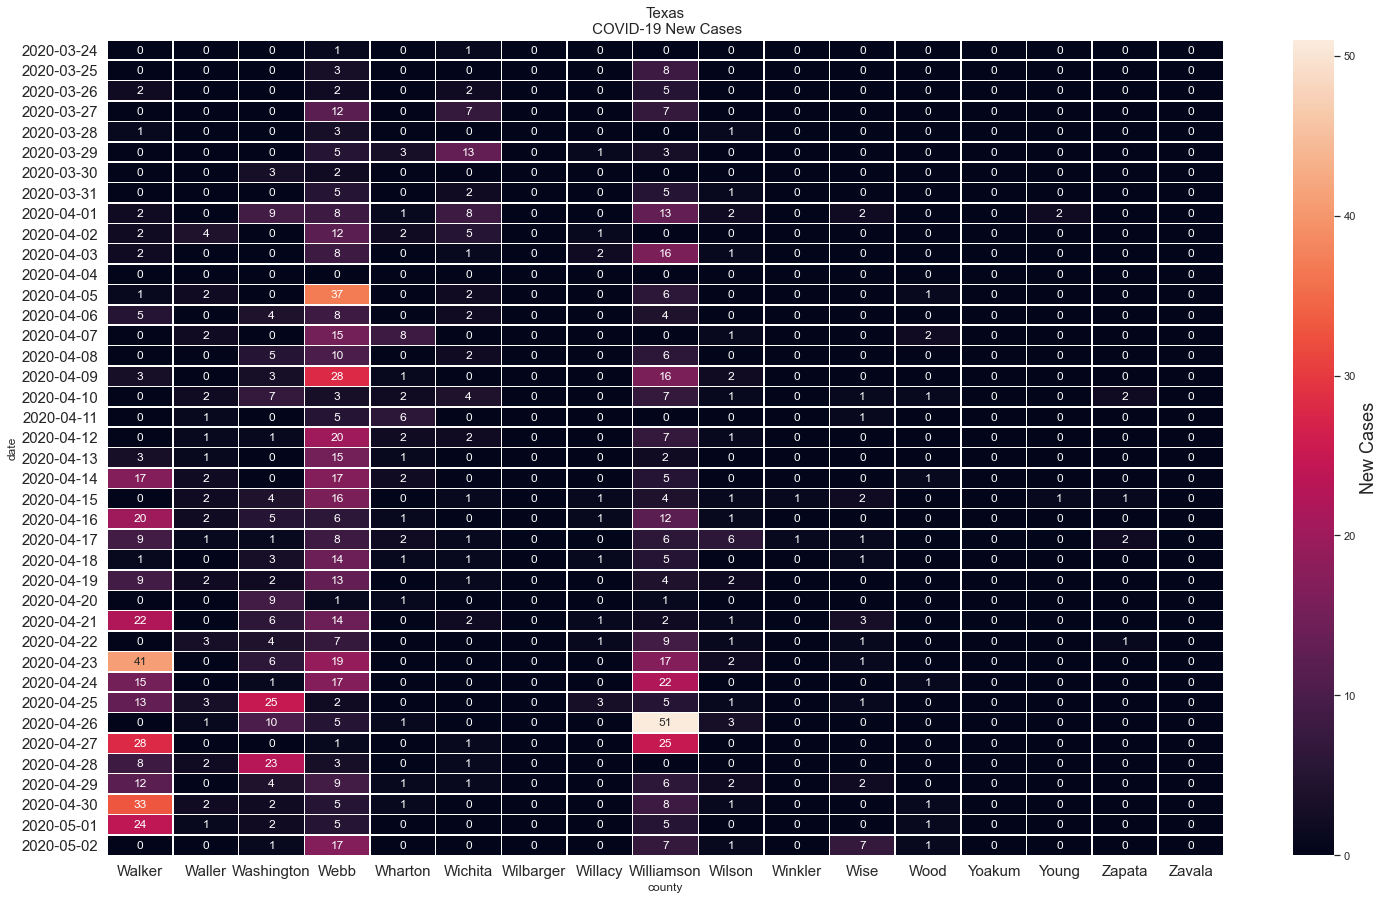 Texas
COVID-19 New Cases
2020-03-24 0 0 0 1 0 1 0 0 0 0 0 0 0 0 0 0 0
2020-03-25 0 0 0 3 0 0 0 0 8 0 0 0 0 0 0 0 0
2020-03-26 2 0 0 2 0 2 0 0 5 0 0 0 0 0 0 0 0
2020-03-27 0 0 0 12 0 7 0 0 7 0 0 0 0 0 0 0 0
2020-03-28 1 0 0 3 0 0 0 0 0 1 0 0 0 0 0 0 0
2020-03-29 0 0 0 5 3 13 0 1 3 0 0 0 0 0 0 0 0
2020-03-30 0 0 3 2 0 0 0 0 0 0 0 0 0 0 0 0 0
2020-03-31 0 0 0 5 0 2 0 0 5 1 0 0 0 0 0 0 0
2020-04-01 2 0 9 8 1 8 0 0 13 2 0 2 0 0 2 0 0
2020-04-02 2 4 0 12 2 5 0 1 0 0 0 0 0 0 0 0 0
2020-04-03 2 0 0 8 0 1 0 2 16 1 0 0 0 0 0 0 0
2020-04-04 0 0 0 0 0 0 0 0 0 0 0 0 0 0 0 0 0
2020-04-05 1 2 0 37 0 2 0 0 6 0 0 0 1 0 0 0 0
2020-04-06 5 0 4 8 0 2 0 0 4 0 0 0 0 0 0 0 0
2020-04-07 0 2 0 15 8 0 0 0 0 1 0 0 2 0 0 0 0
2020-04-08 0 0 5 10 0 2 0 0 6 0 0 0 0 0 0 0 0
2020-04-09 3 0 3 28 1 0 0 0 16 2 0 0 0 0 0 0 0
2020-04-10 0 2 7 3 2 4 0 0 7 1 0 1 1 0 0 2 0
2020-04-11 0 1 0 5 6 0 0 0 0 0 0 1 0 0 0 0 0
2020-04-12 0 1 1 20 2 2 0 0 7 1 0 0 0 0 0 0 0
2020-04-13 3 1 0 15 1 0 0 0 2 0 0 0 0 0 0 0 0
2020-04-14 17 2 0 17 2 0 0 0 5 0 0 0 1 0 0 0 0
2020-04-15 0 2 4 16 0 1 0 1 4 1 1 2 0 0 1 1 0
2020-04-16 20 2 5 6 1 0 0 1 12 1 0 0 0 0 0 0 0
2020-04-17 9 1 1 8 2 1 0 0 6 6 1 1 0 0 0 2 0
2020-04-18 1 0 3 14 1 1 0 1 5 0 0 1 0 0 0 0 0
2020-04-19 9 2 2 13 0 1 0 0 4 2 0 0 0 0 0 0 0
2020-04-20 0 0 9 1 1 0 0 0 1 0 0 0 0 0 0 0 0
2020-04-21 22 0 6 14 0 2 0 1 2 1 0 3 0 0 0 0 0
2020-04-22 0 3 4 7 0 0 0 1 9 1 0 1 0 0 0 1 0
2020-04-23 41 0 6 19 0 0 0 0 17 2 0 1 0 0 0 0 0
2020-04-24 15 0 1 17 0 0 0 0 22 0 0 0 1 0 0 0 0
2020-04-25 13 3 25 2 0 0 0 3 5 1 0 1 0 0 0 0 0
2020-04-26 0 1 10 5 1 0 0 0 51 3 0 0 0 0 0 0 0
2020-04-27 28 0 0 1 0 1 0 0 25 0 0 0 0 0 0 0 0
2020-04-28 8 2 23 3 0 1 0 0 0 0 0 0 0 0 0 0 0
2020-04-29 12 0 4 9 1 1 0 0 6 2 0 2 0 0 0 0 0
2020-04-30 33 2 2 5 1 0 0 0 8 1 0 0 1 0 0 0 0
2020-05-01 24 1 2 5 0 0 0 0 5 0 0 0 1 0 0 0 0
2020-05-02 0 0 1 17 0 0 0 0 7 1 0 7 1 0 0 0 0
Walker Waller Washington Webb Wharton Wichita Wilbarger Willacy Williamson Wilson Winkler Wise Wood Yoakum Young Zapata Zavala
county
date
50
40
30
20
10
0
New Cases